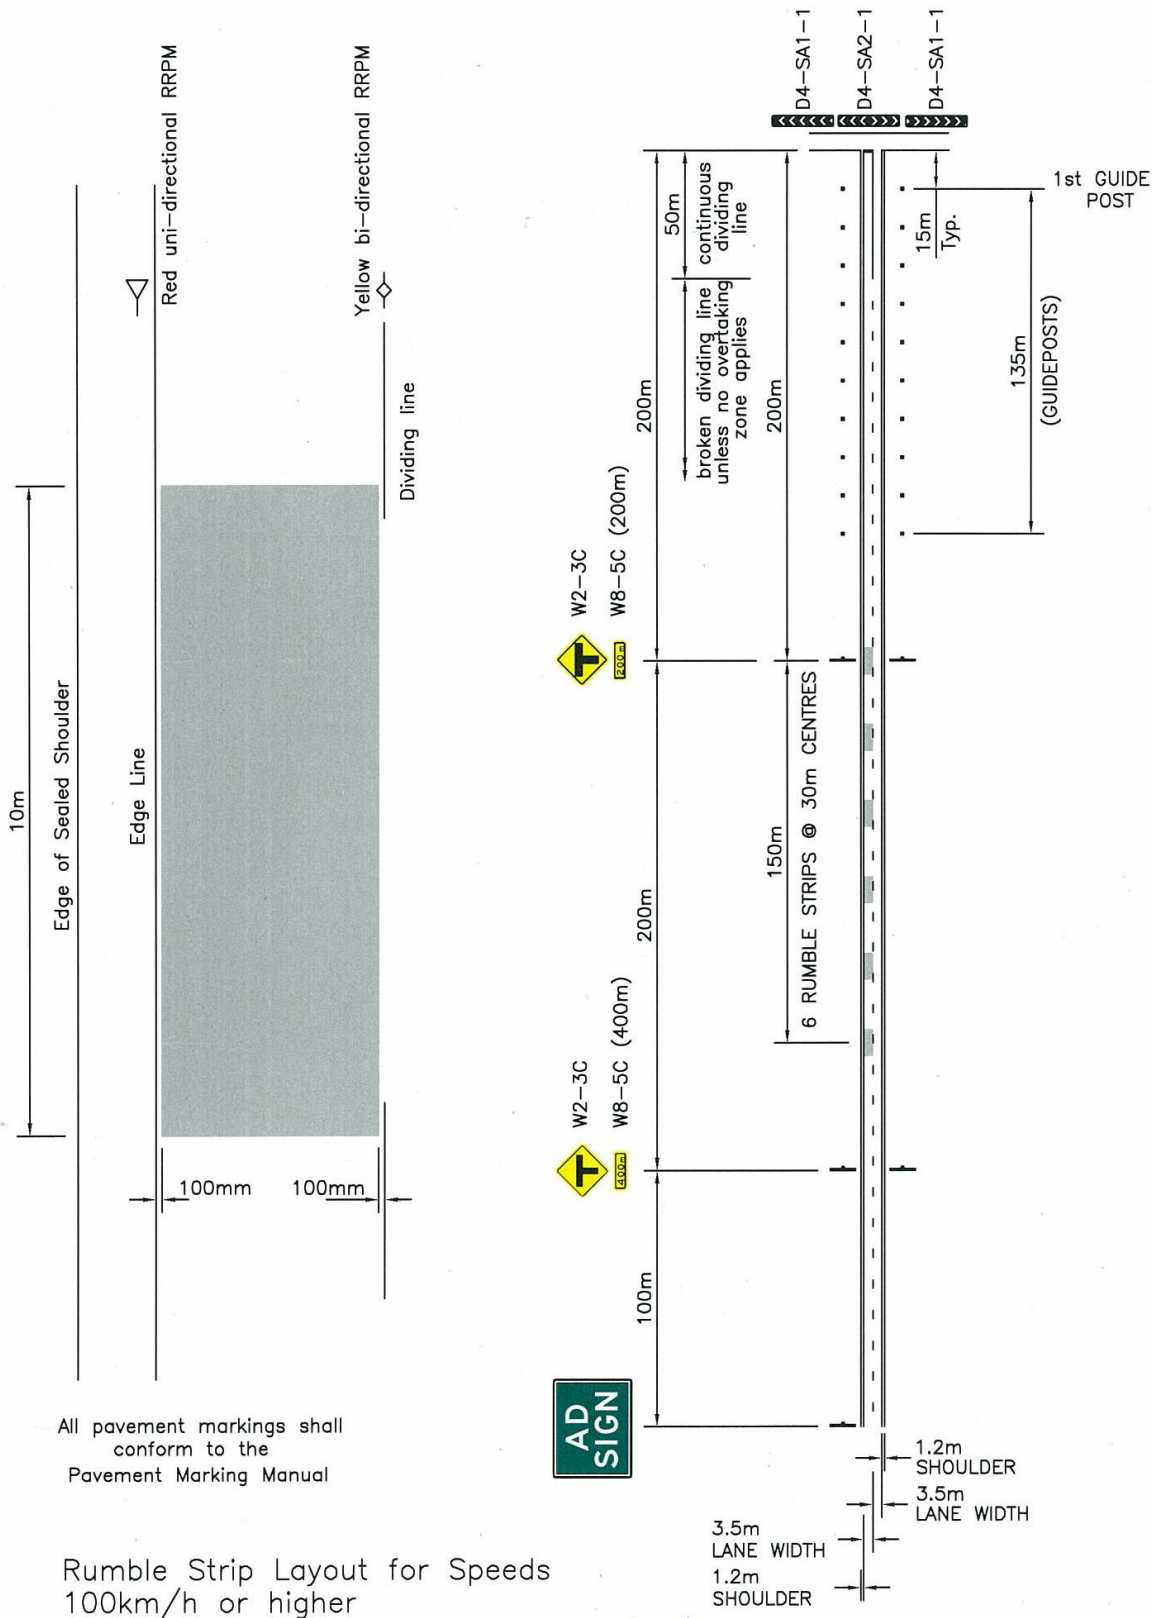 D4-SA1-1
D4-SA2-1
D4-SA1-1
Red uni-directional RRPM
Yellow bi-directional RRPM
1st GUIDE
POST
15m
Typ.
50m
continuous
dividing
line
broken dividing line
unless no overtaking
zone applies
200m
200m
135m
(GUIDEPOSTS)
Dividing line
10m
Edge of Sealed Shoulder
Edge Line
W2-3C
W8-5C (200m)
200m
200m
150m
6 RUMBLE STRIPS @ 30m CENTRES
W2-3C
W8-5C (400m)
400m
100mm
100mm
100m
AD
SIGN
All pavement markings shall
conform to the
Pavement Marking Manual
1.2m
SHOULDER
3.5m
LANE WIDTH
3.5m
LANE WIDTH
1.2m
SHOULDER
Rumble Strip Layout for Speeds
100km/h or higher